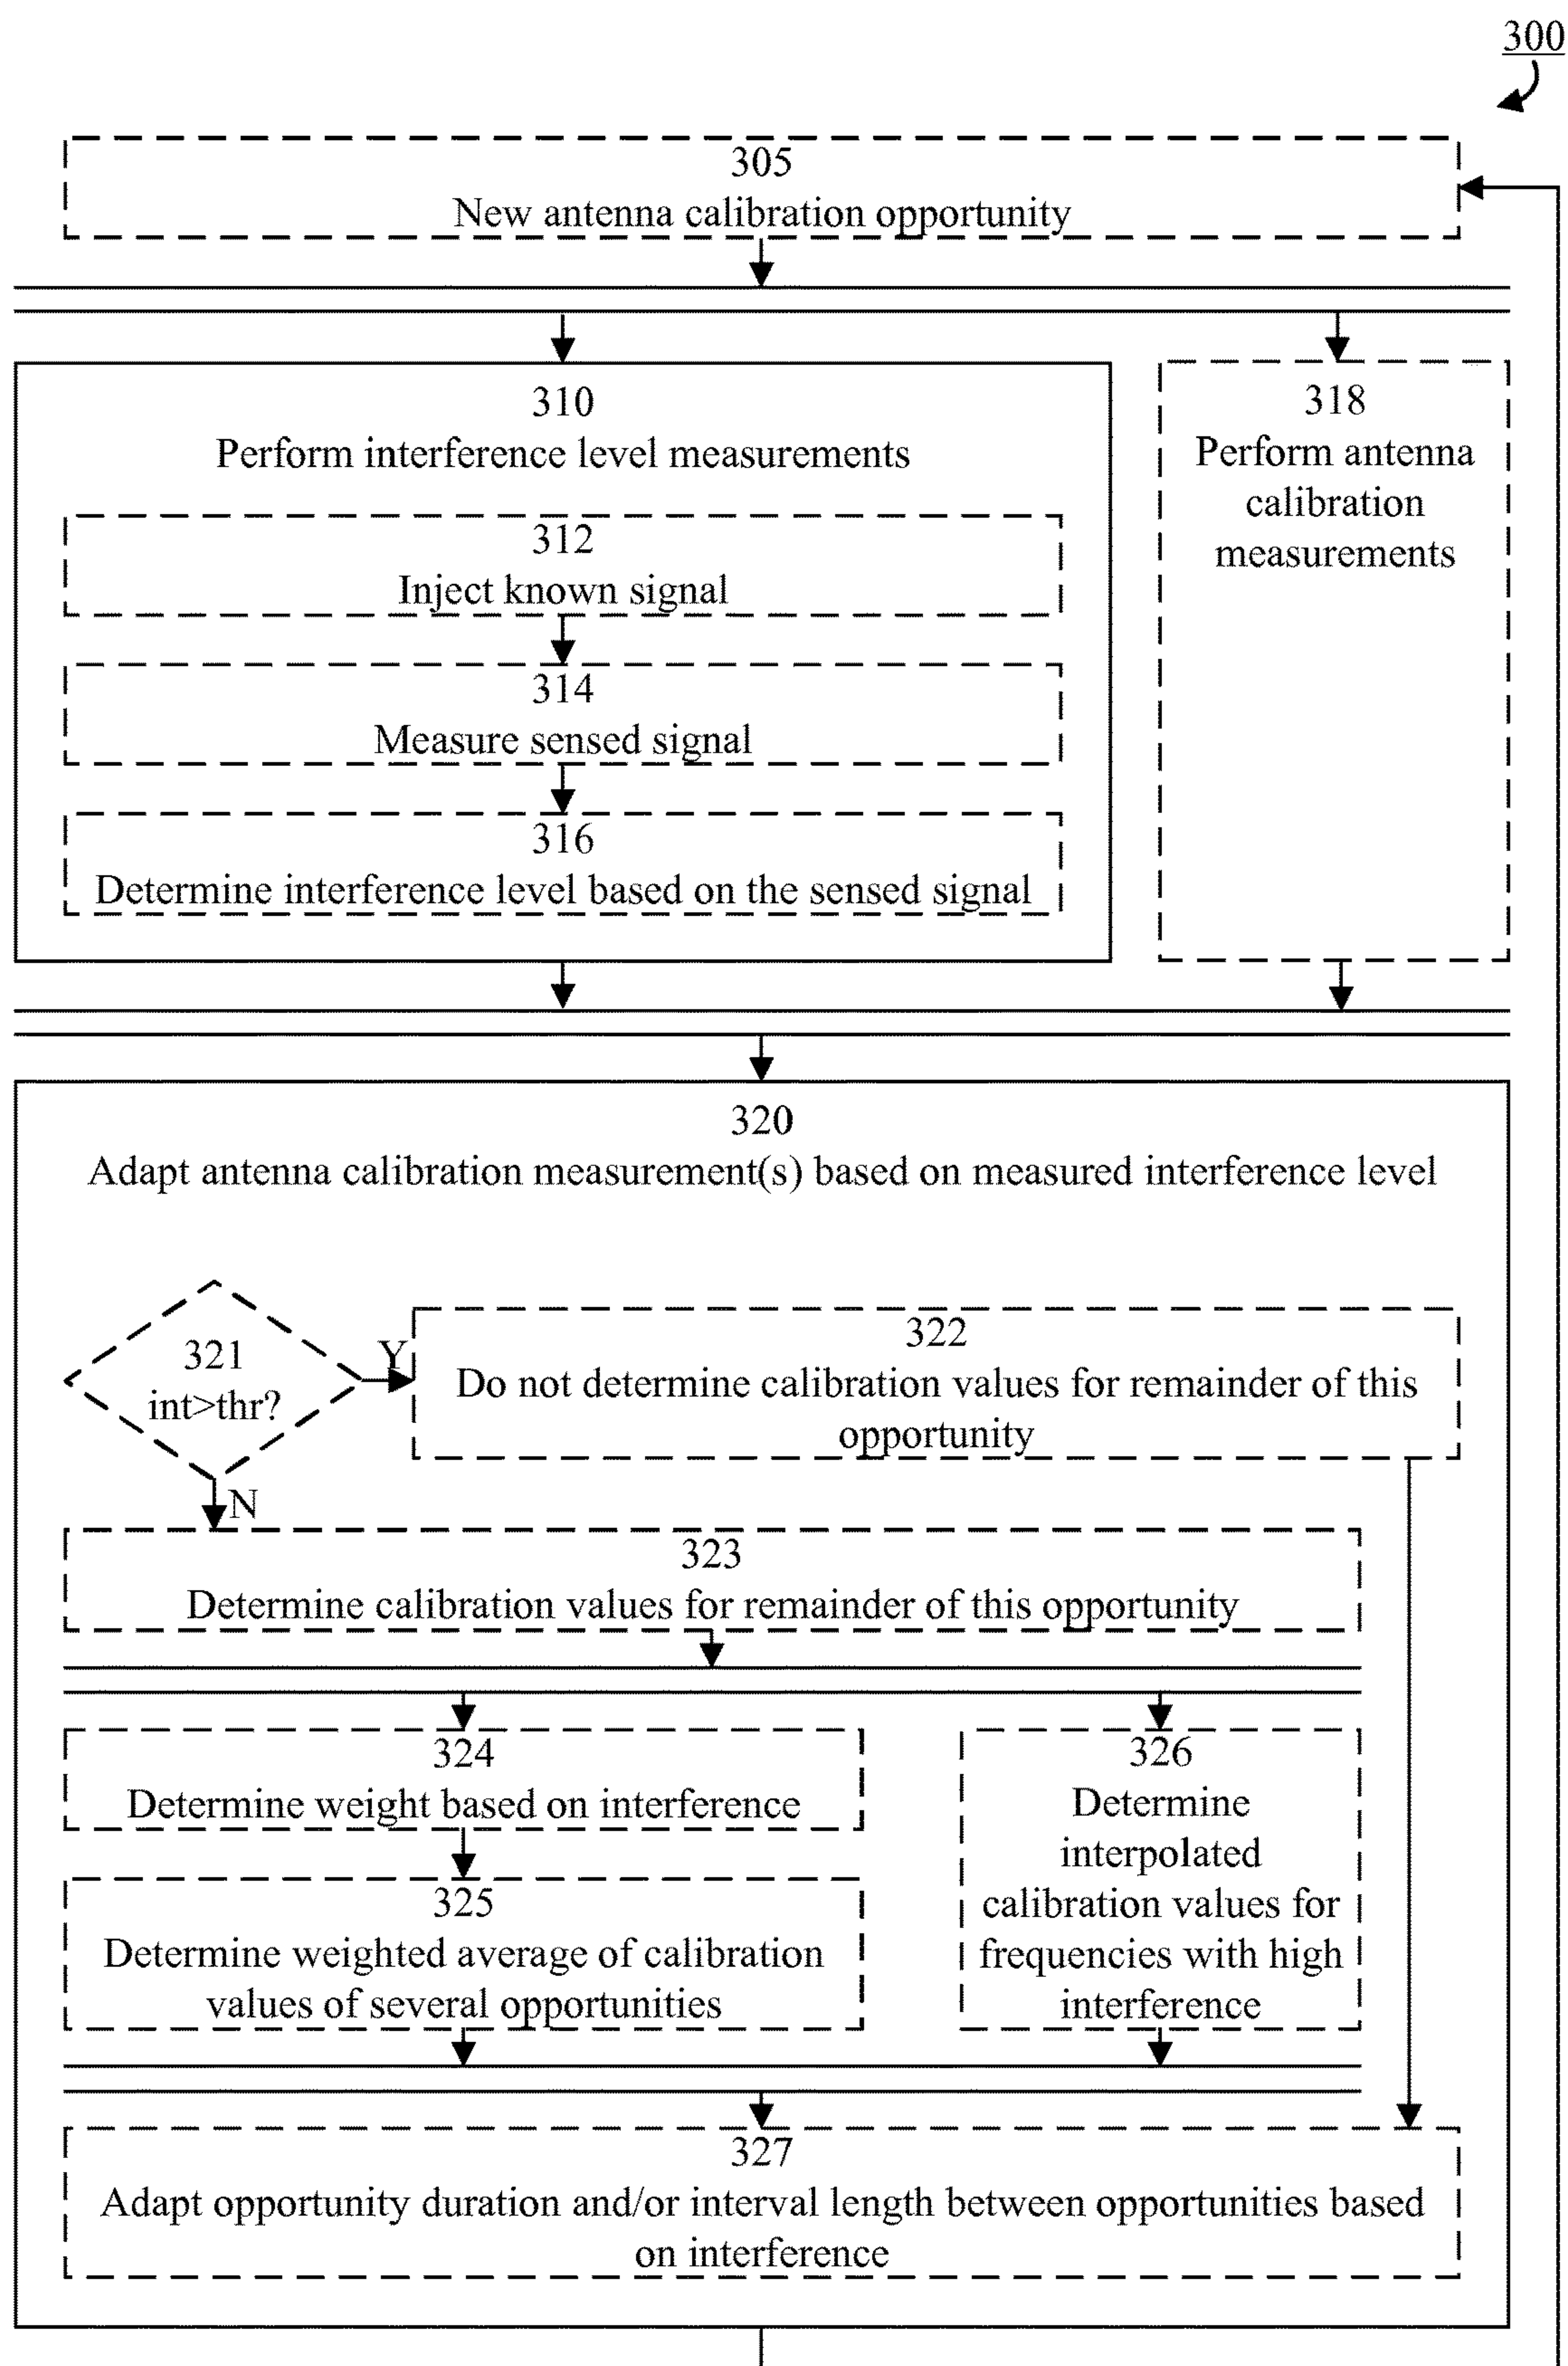 300
305
New antenna calibration opportunity
310
Perform interference level measurements
312
Inject known signal
314
Measure sensed signal
316
Determine interference level based on the sensed signal
318
Perform antenna
calibration
measurements
320
Adapt antenna calibration measurement(s) based on measured interference level
321
int>thr?
Y
322
Do not determine calibration values for remainder of this
opportunity
N
323
Determine calibration values for remainder of this opportunity
324
Determine weight based on interference
325
Determine weighted average of calibration
values of several opportunities
326
Determine
interpolated
calibration values for
frequencies with high
interference
327
Adapt opportunity duration and/or interval length between opportunities based
on interference